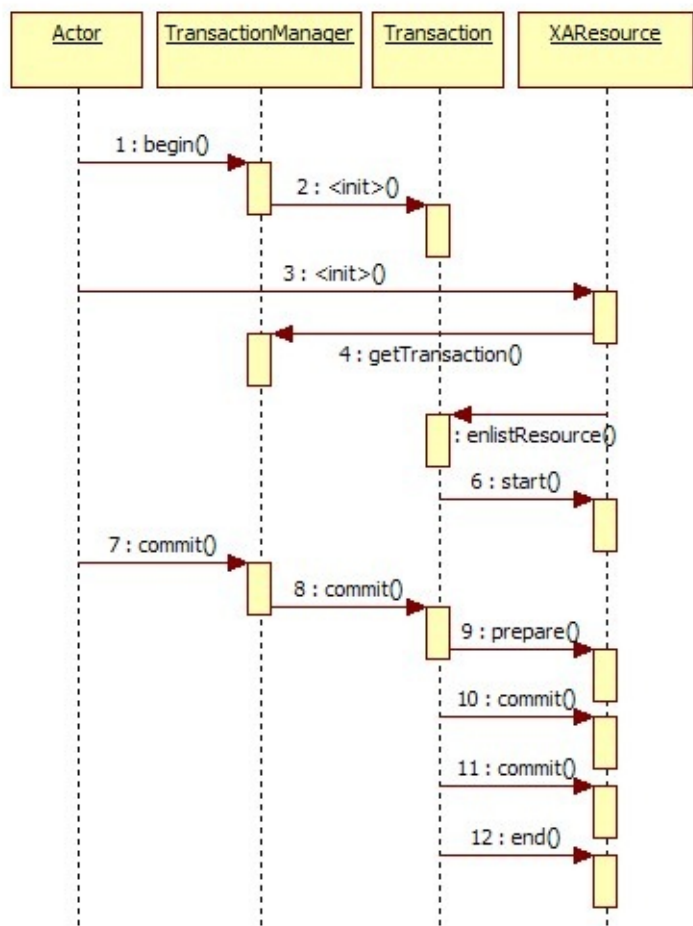 Actor
TransactionManager
Transaction
XAResource
1 : begin()
2 : <init>()
3 : <init>()
4 : getTransaction()
: enlistResource()
6 : start()
7 : commit()
8 : commit()
9 : prepare()
10 : commit()
11 : commit()
12 : end()